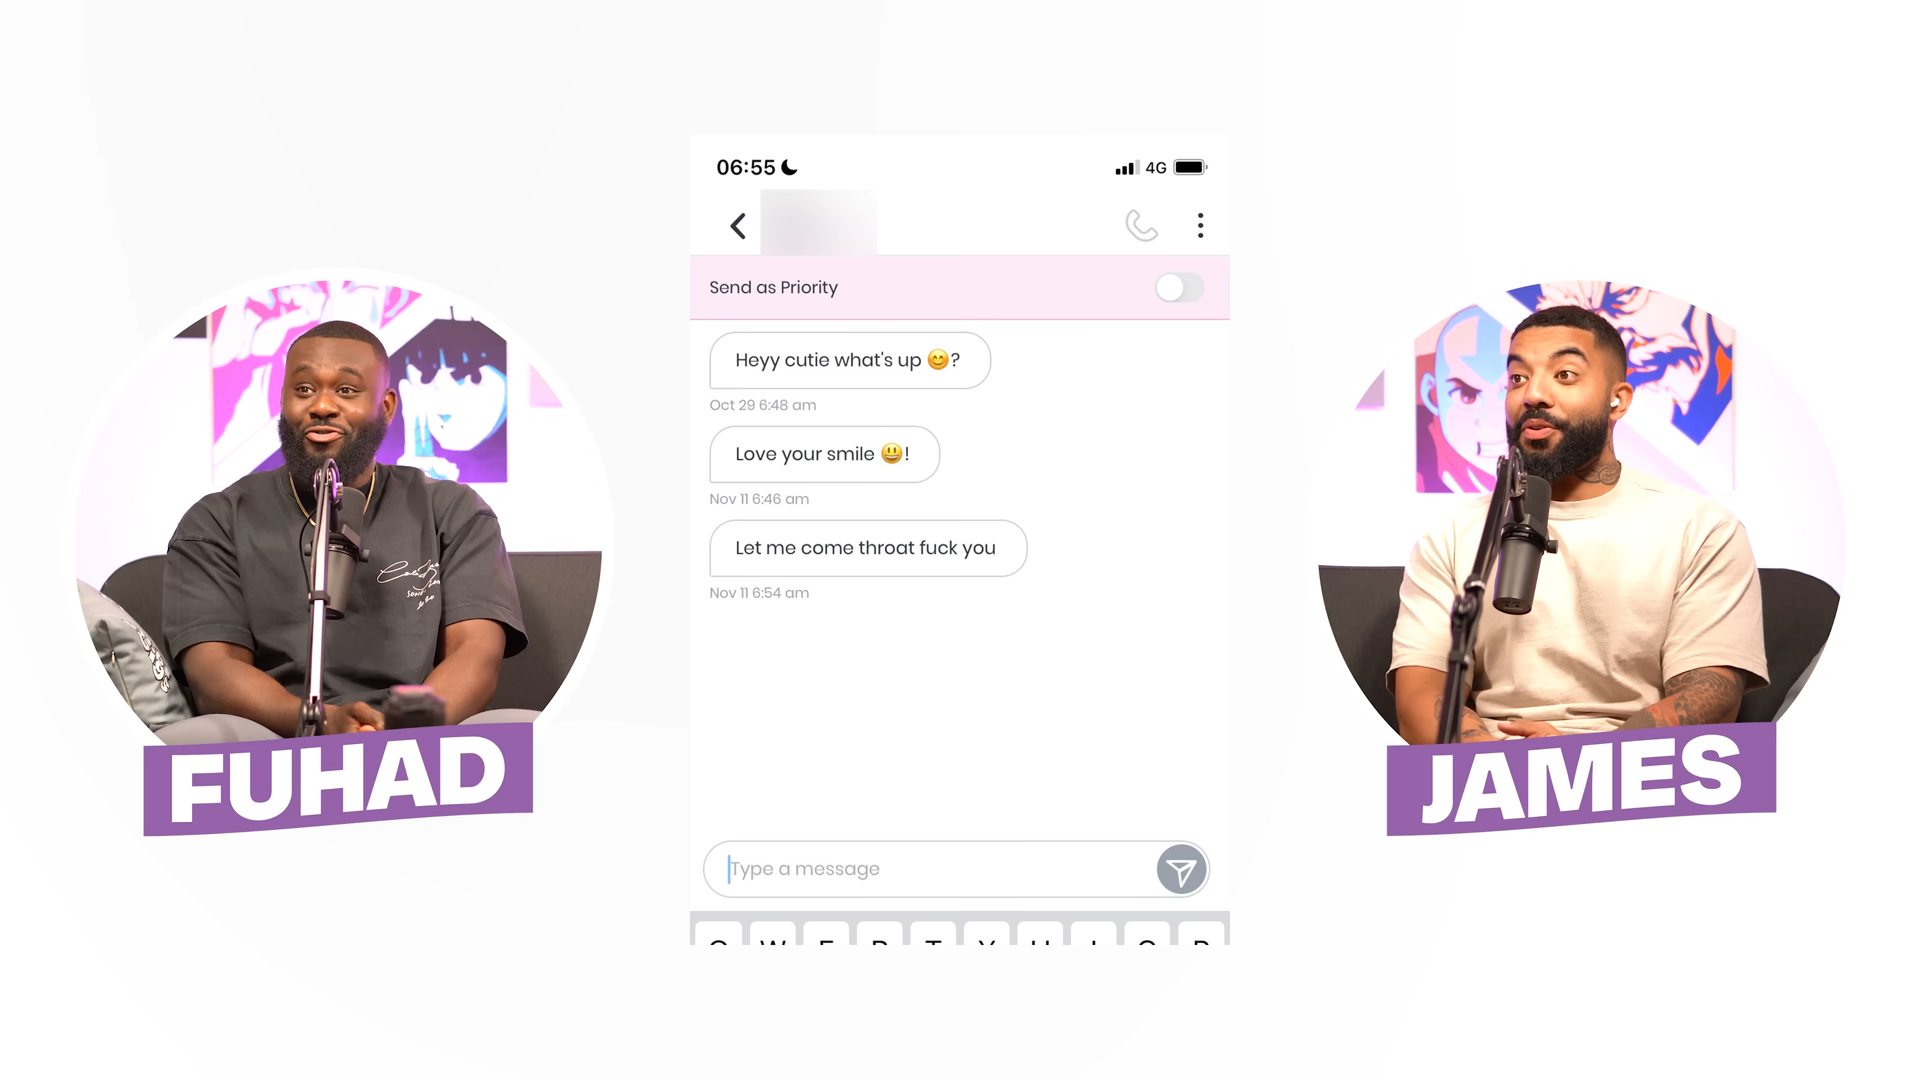 06:55
4G
Send as Priority
Heyy cutie what's up 😊?
Oct 29 6:48 am
Love your smile 😃!
Nov 11 6:46 am
Let me come throat fuck you
Nov 11 6:54 am
Type a message
Q W E R T Y U I O P
FUHAD
JAMES